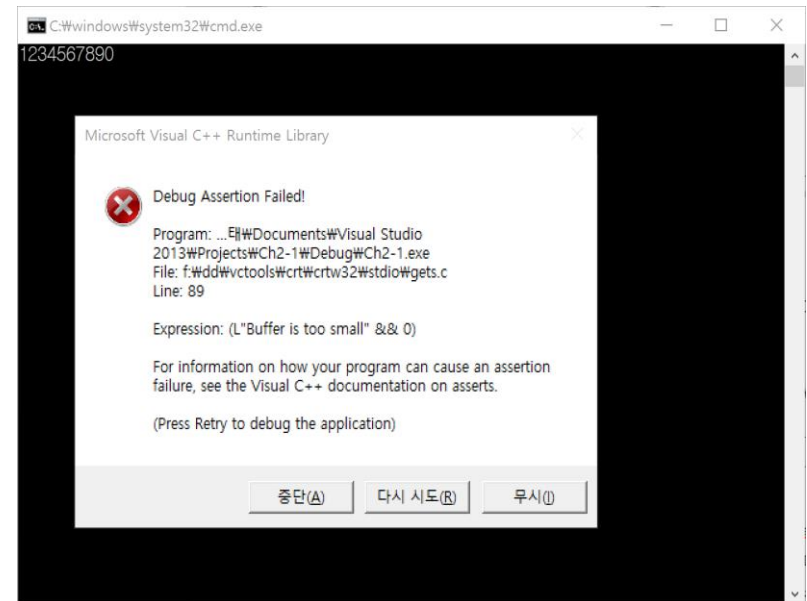 C:₩windows₩system32₩cmd.exe
1234567890
Microsoft Visual C++ Runtime Library
Debug Assertion Failed!
Program: ...태₩Documents₩Visual Studio
2013₩Projects₩Ch2-1₩Debug₩Ch2-1.exe
File: f:₩dd₩vctools₩crt₩crtw32₩stdio₩gets.c
Line: 89
Expression: (L"Buffer is too small" && 0)
For information on how your program can cause an assertion
failure, see the Visual C++ documentation on asserts.
(Press Retry to debug the application)
중단(A) 다시 시도(R) 무시(I)